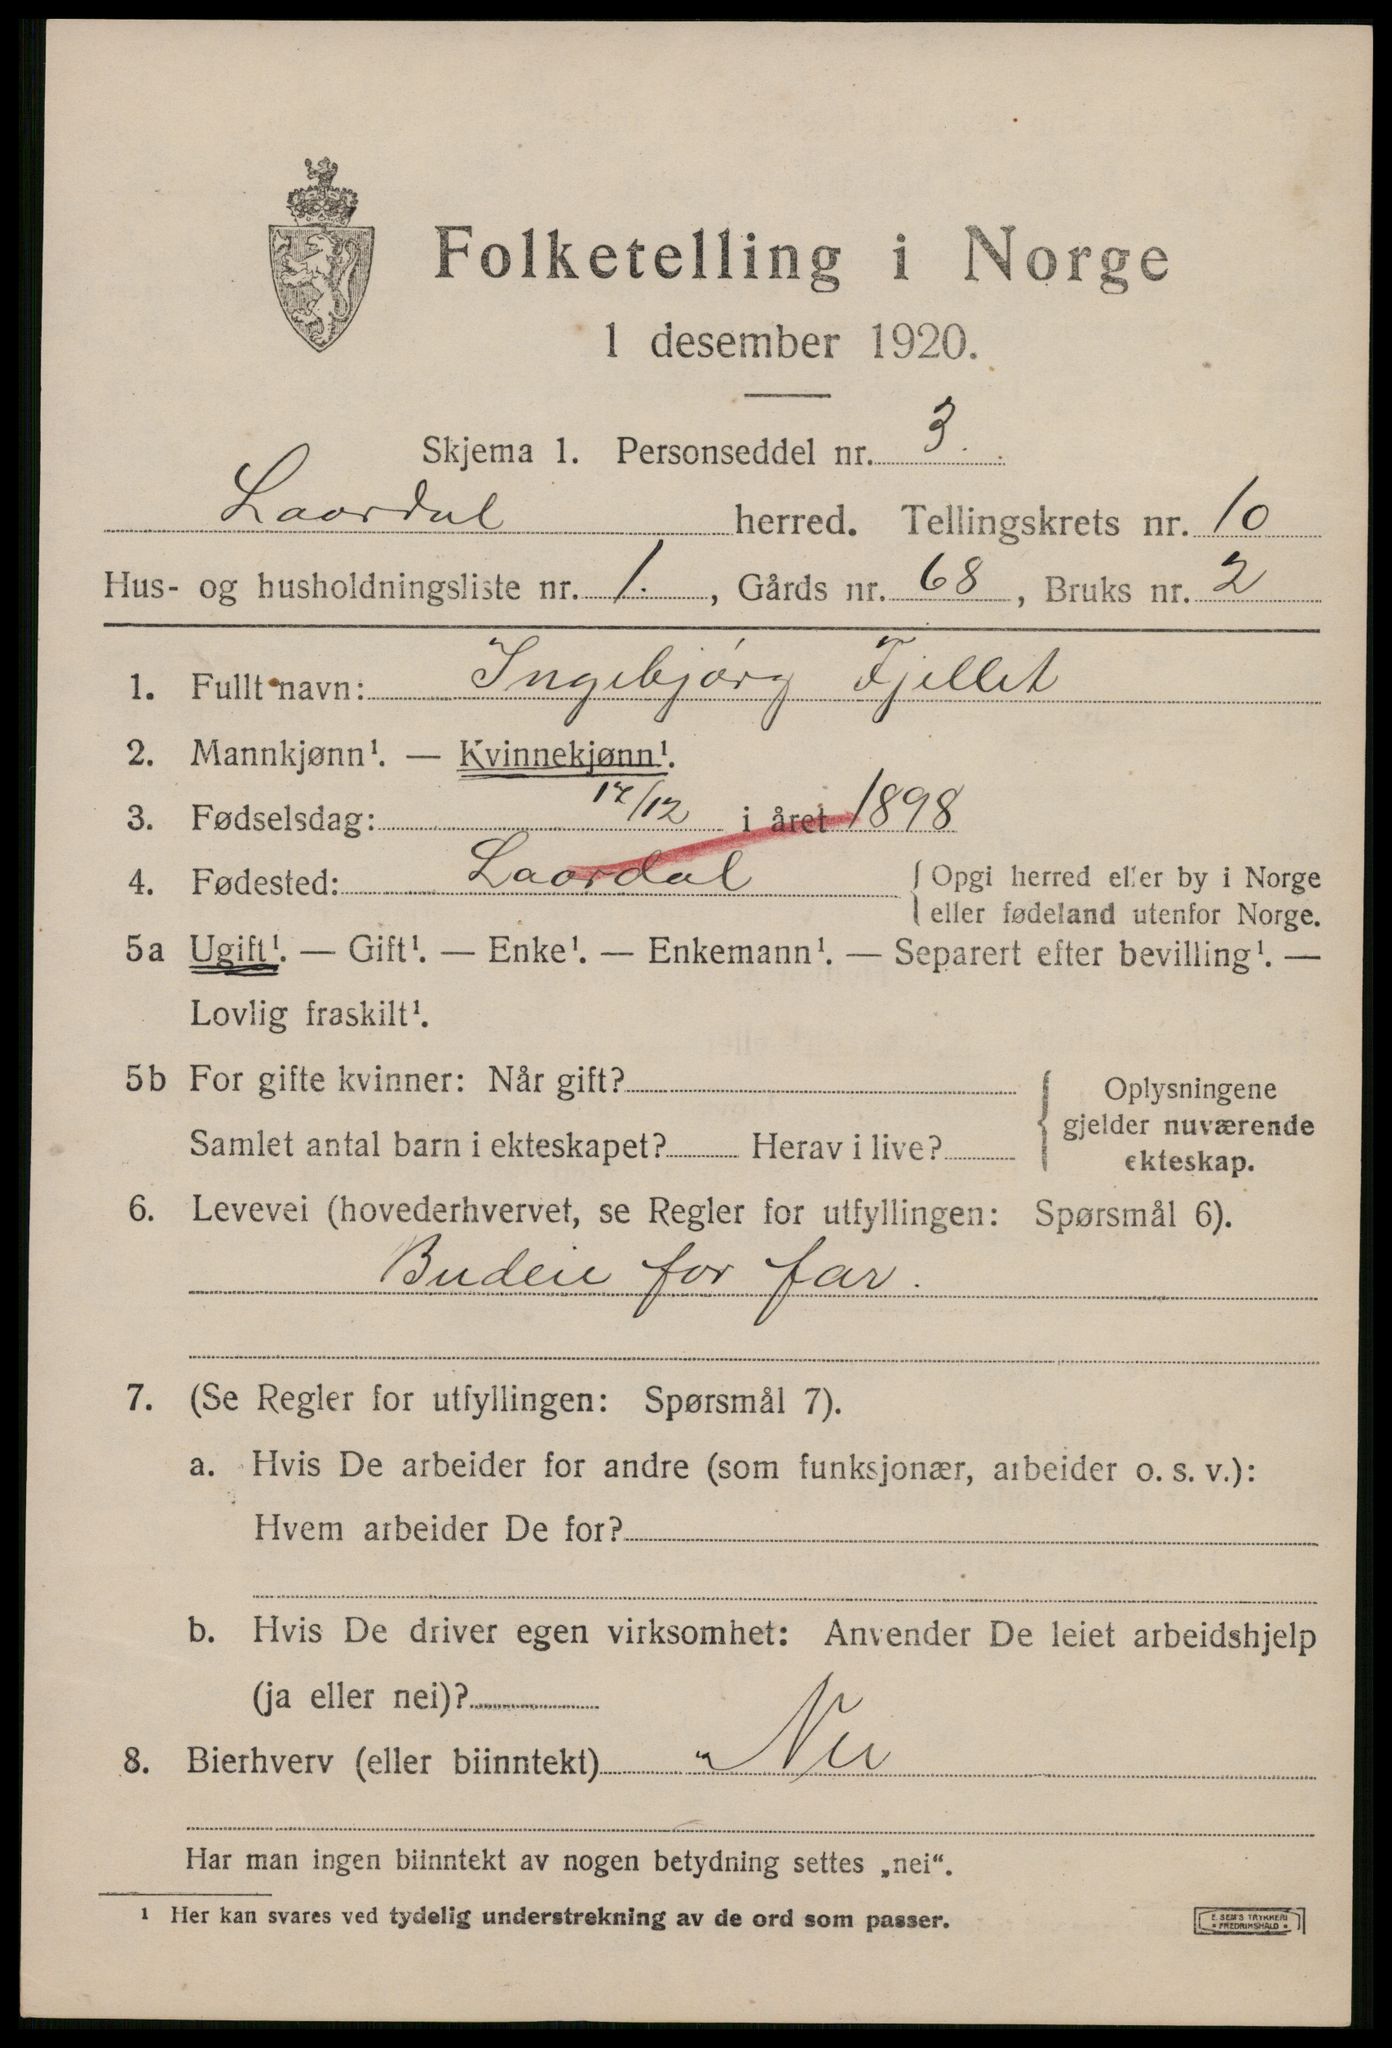 Folketelling i Norge
1 desember 1920.
Skjema 1. Personseddel nr. 3.
Laardal herred. Tellingskrets nr. 10
Hus- og husholdningsliste nr. 1. , Gårds nr. 68 , Bruks nr. 2
1. Fullt navn: Ingebjørg Fjellet
2. Mannkjønn¹. — Kvinnekjønn¹.
3. Fødselsdag: 17/12 i året 1898
4. Fødested: Laardal { Opgi herred eller by i Norge
eller fødeland utenfor Norge.
5a Ugift¹. — Gift¹. — Enke¹. — Enkemann¹. — Separert efter bevilling¹. —
Lovlig fraskilt¹.
5b For gifte kvinner: Når gift?
Samlet antal barn i ekteskapet? Herav i live?
{ Oplysningene
gjelder nuværende
ekteskap.
6. Levevei (hovederhvervet, se Regler for utfyllingen: Spørsmål 6).
Budeie for far.
7. (Se Regler for utfyllingen: Spørsmål 7).
a. Hvis De arbeider for andre (som funksjonær, arbeider o. s. v.):
Hvem arbeider De for?
b. Hvis De driver egen virksomhet: Anvender De leiet arbeidshjelp
(ja eller nei)?
8. Bierhverv (eller biinntekt) Nei
Har man ingen biinntekt av nogen betydning settes „nei“.
¹ Her kan svares ved tydelig understrekning av de ord som passer.
E. SEM'S TRYKKERI
* FREDRIKSHALD *